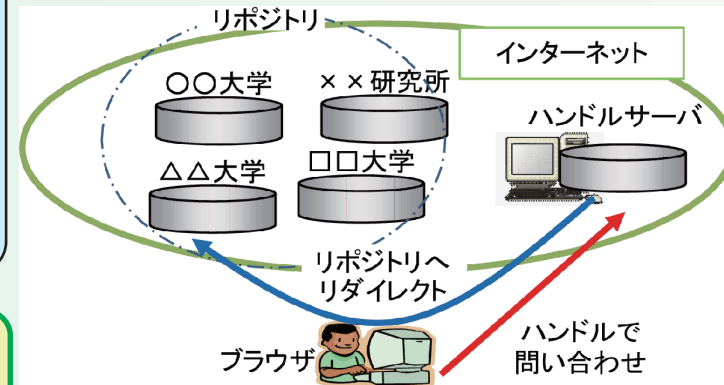 リポジトリ
インターネット
○○大学
××研究所
ハンドルサーバ
△△大学
□□大学
リポジトリへ
リダイレクト
ブラウザ
ハンドルで
問い合わせ